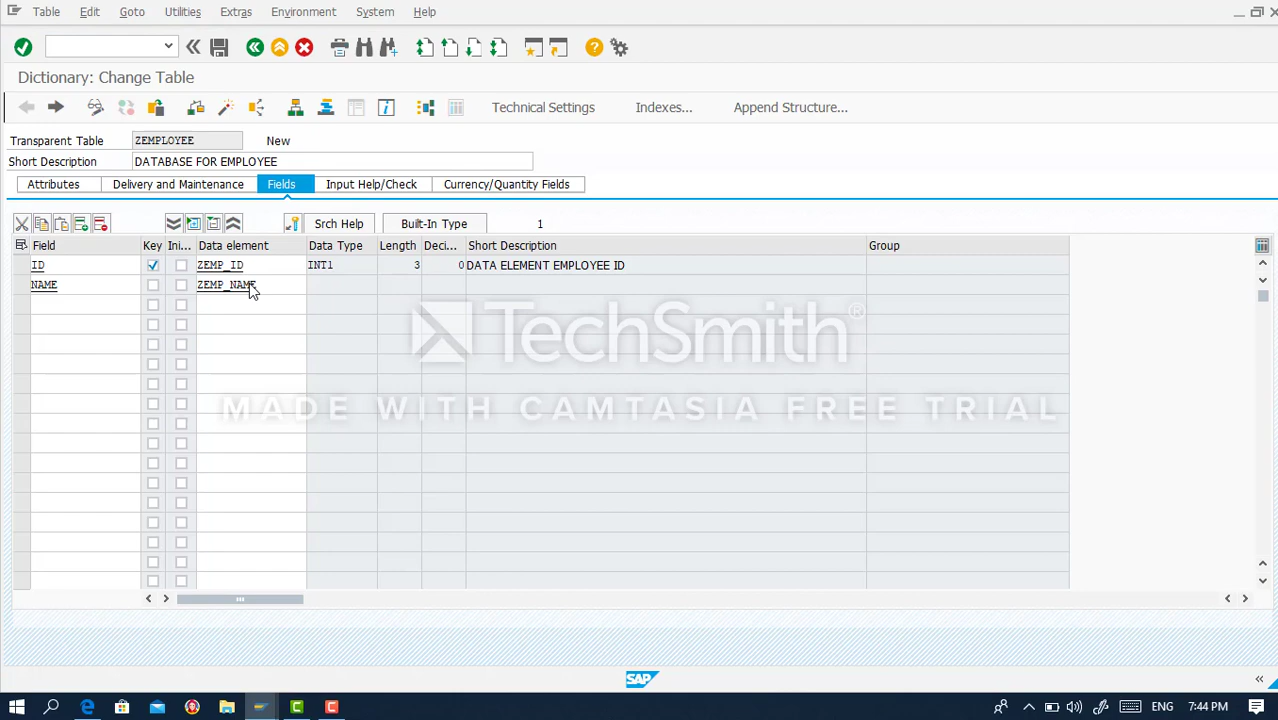 Table Edit Goto Utilities Extras Environment System Help
Dictionary: Change Table
Technical Settings Indexes... Append Structure...
Transparent Table ZEMPLOYEE New
Short Description DATABASE FOR EMPLOYEE
Attributes Delivery and Maintenance Fields Input Help/Check Currency/Quantity Fields
Srch Help Built-In Type 1
Field Key Ini... Data element Data Type Length Deci... Short Description Group
ID ZEMP_ID INT1 3 0 DATA ELEMENT EMPLOYEE ID
NAME ZEMP_NAME
TechSmith®
MADE WITH CAMTASIA FREE TRIAL
SAP
ENG 7:44 PM